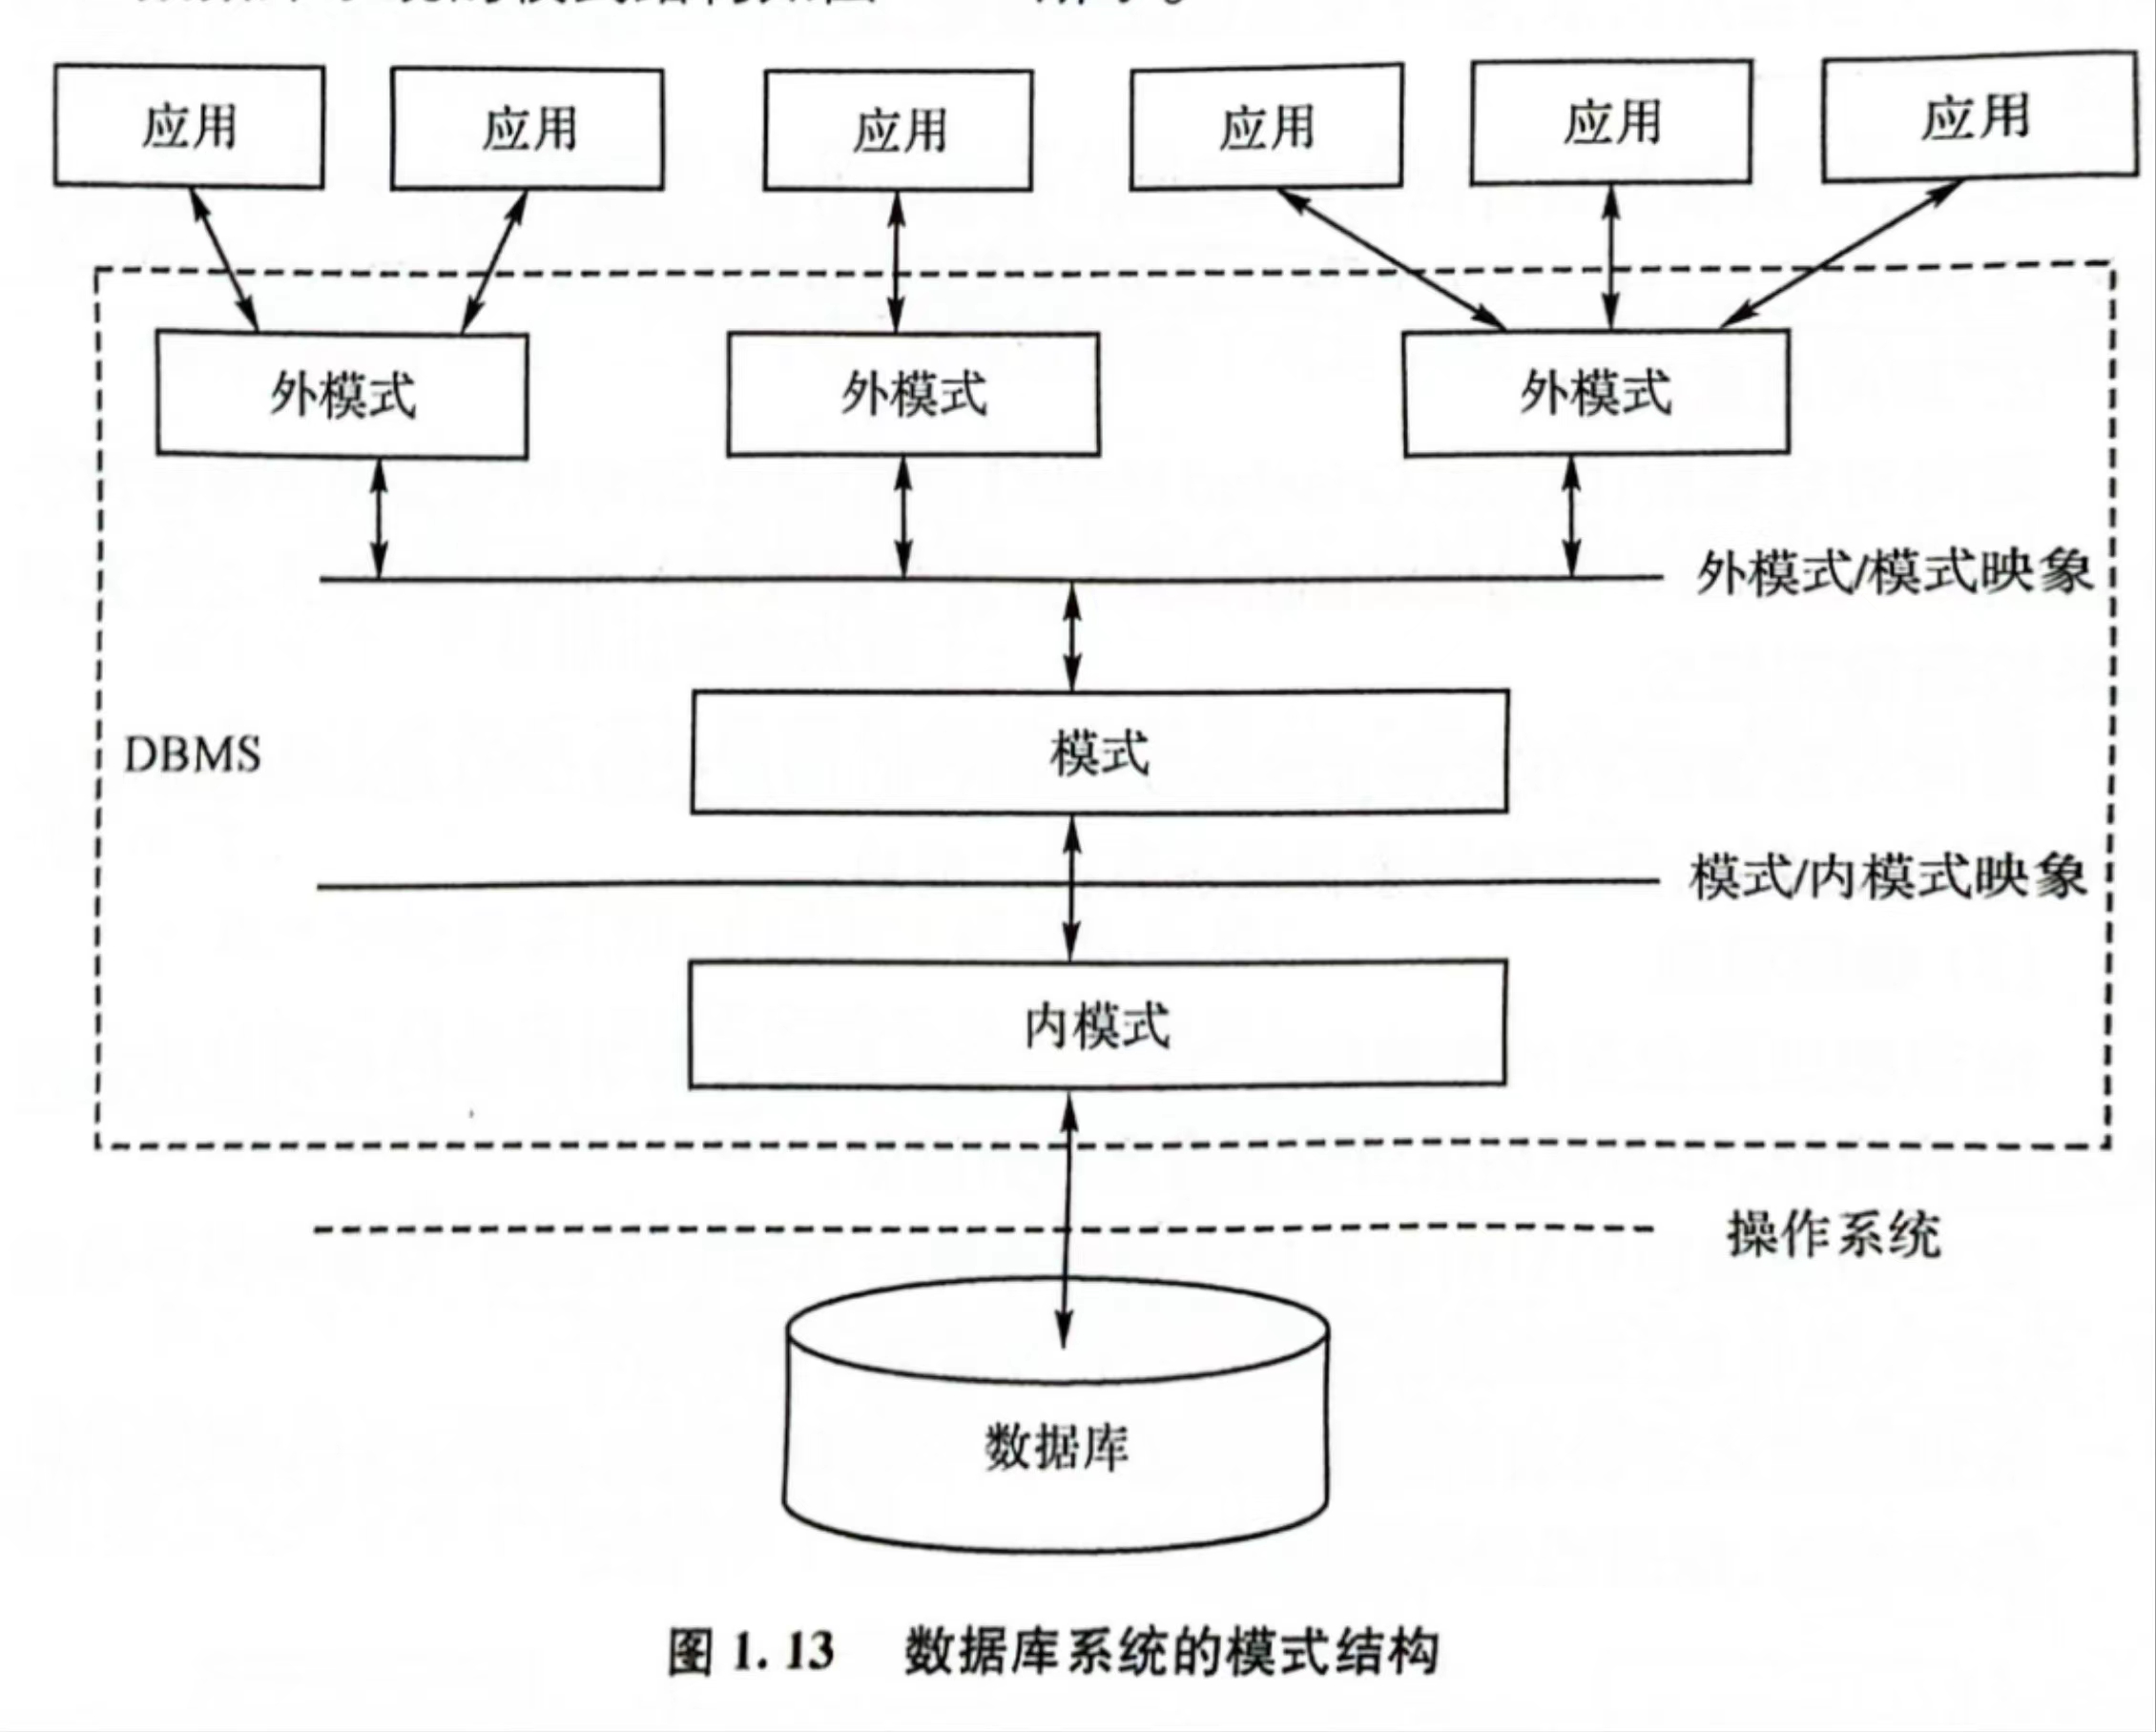 应用 应用 应用 应用 应用 应用
外模式 外模式 外模式
外模式/模式映象
DBMS 模式
模式/内模式映象
内模式
操作系统
数据库
图 1.13 数据库系统的模式结构